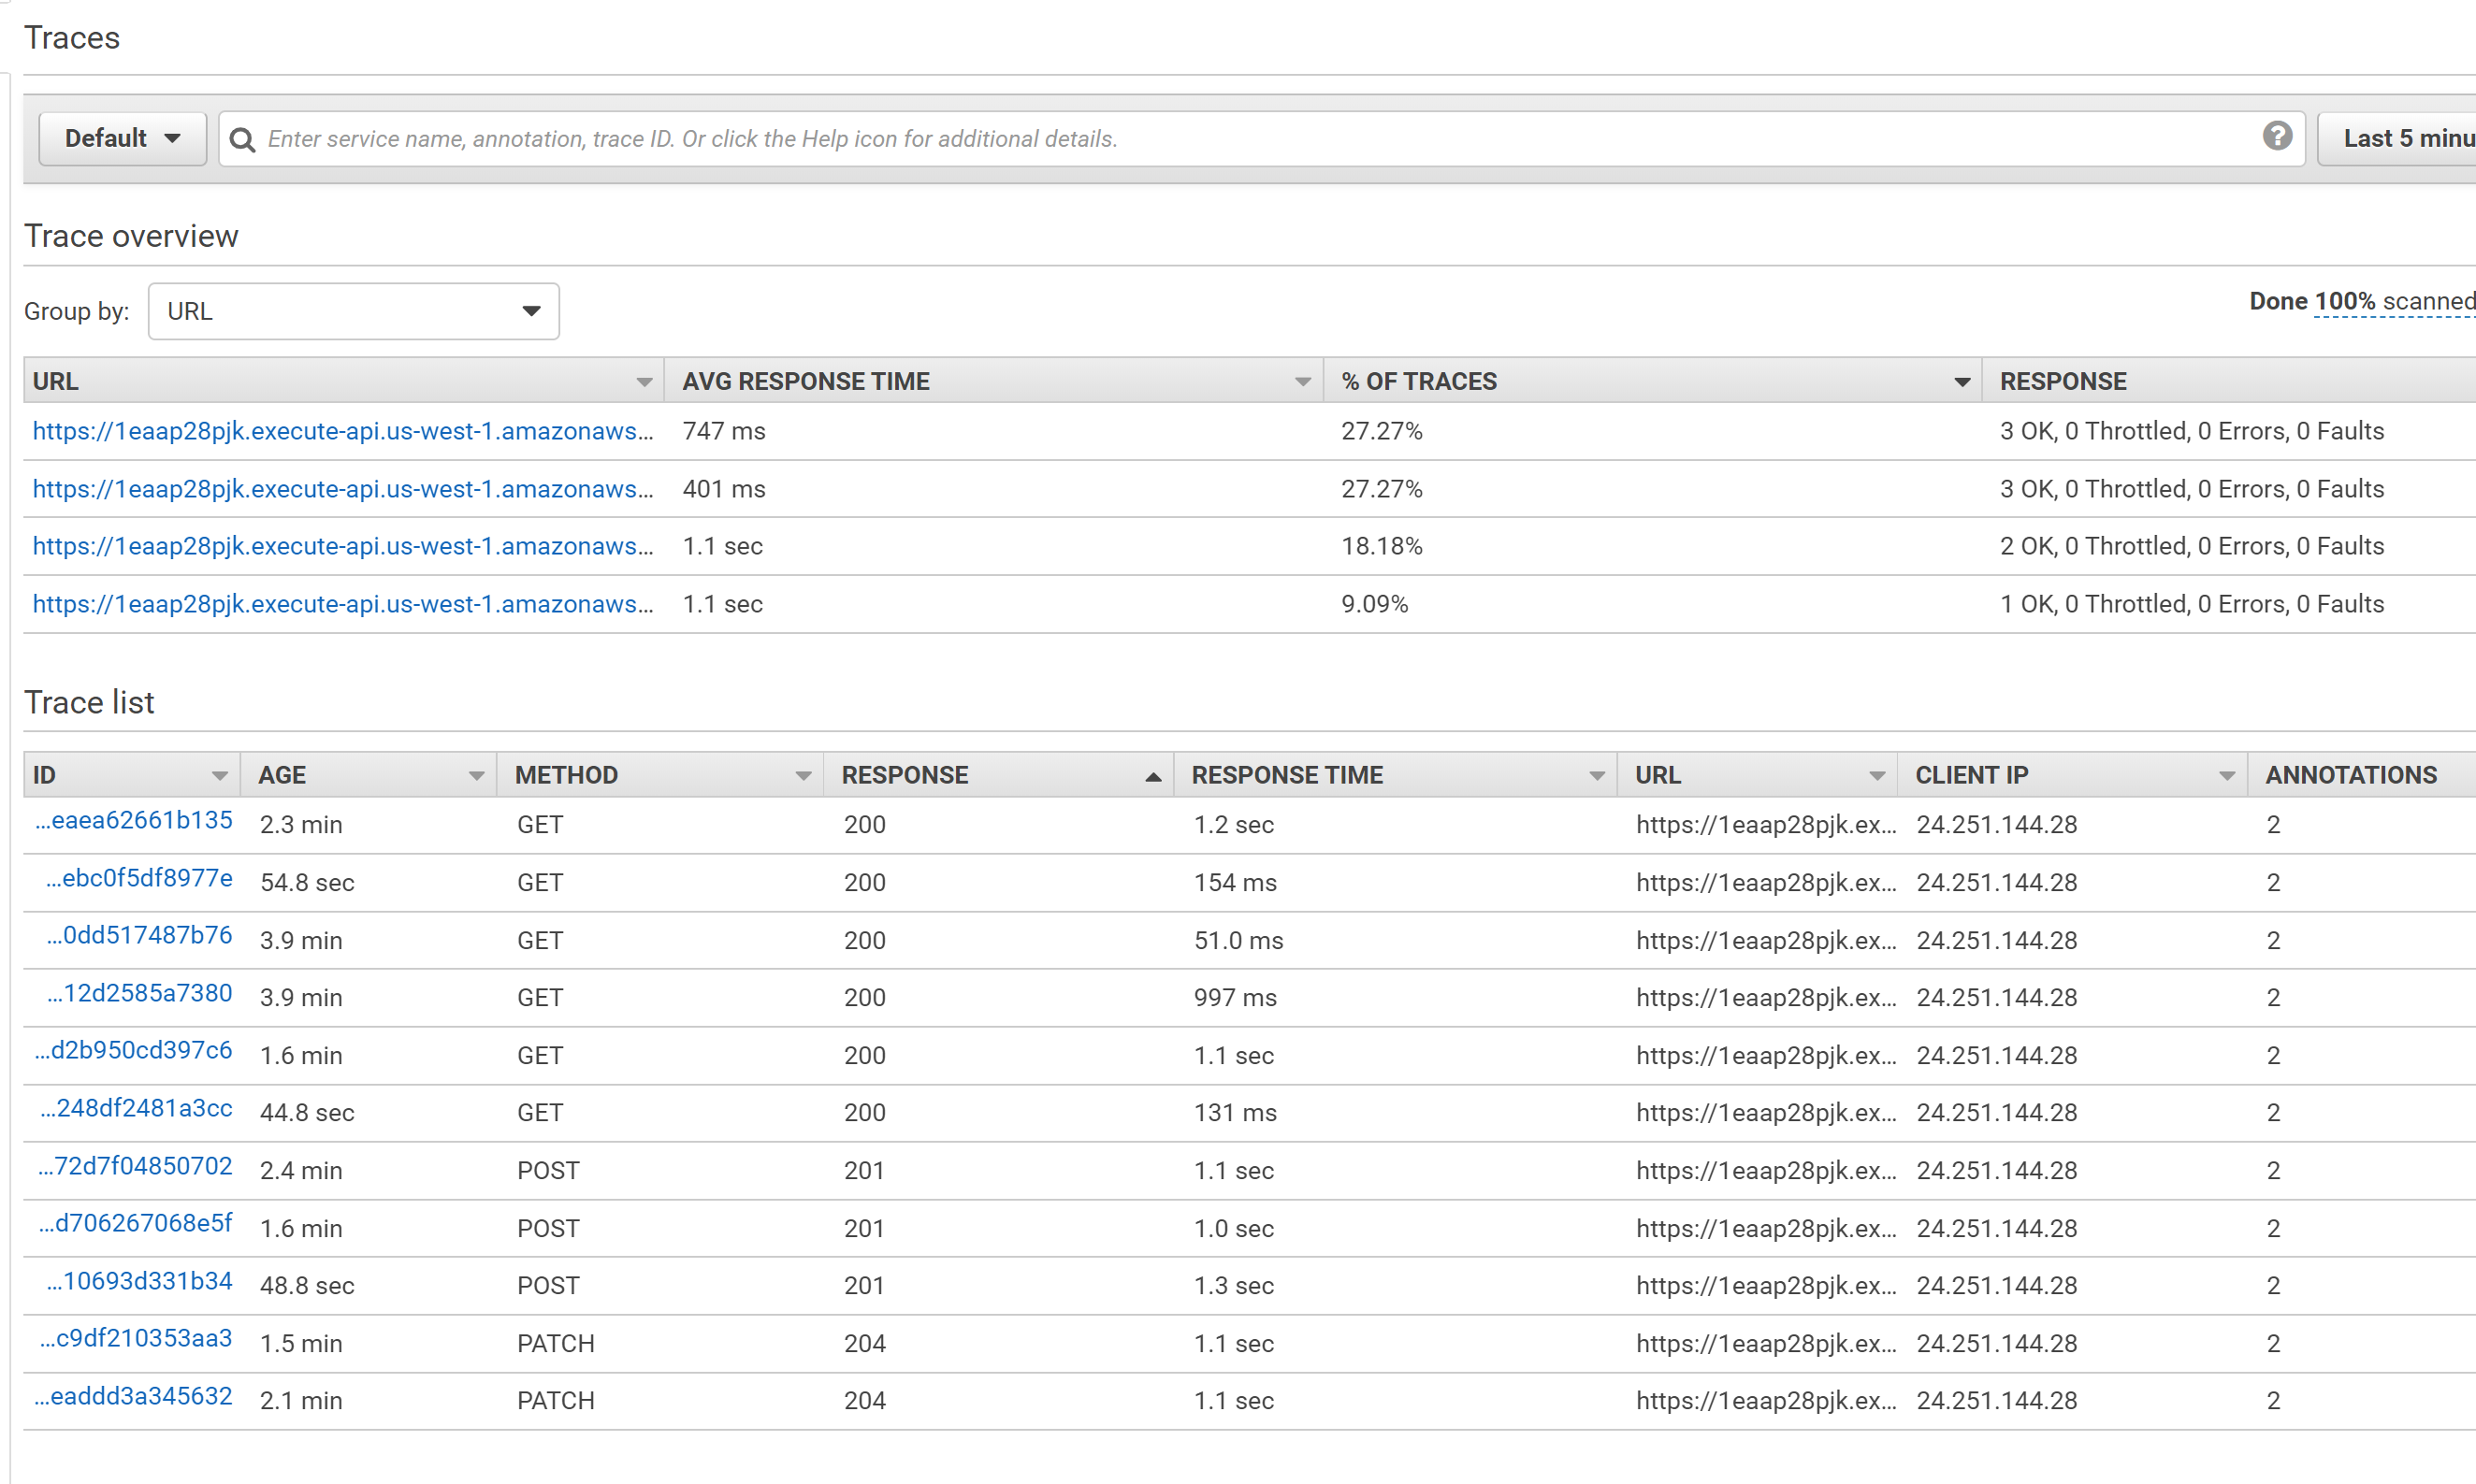 Traces
Default Enter service name, annotation, trace ID. Or click the Help icon for additional details. ? Last 5 minu
Trace overview
Group by: URL Done 100% scanned
URL AVG RESPONSE TIME % OF TRACES RESPONSE
https://1eaap28pjk.execute-api.us-west-1.amazonaws... 747 ms 27.27% 3 OK, 0 Throttled, 0 Errors, 0 Faults
https://1eaap28pjk.execute-api.us-west-1.amazonaws... 401 ms 27.27% 3 OK, 0 Throttled, 0 Errors, 0 Faults
https://1eaap28pjk.execute-api.us-west-1.amazonaws... 1.1 sec 18.18% 2 OK, 0 Throttled, 0 Errors, 0 Faults
https://1eaap28pjk.execute-api.us-west-1.amazonaws... 1.1 sec 9.09% 1 OK, 0 Throttled, 0 Errors, 0 Faults
Trace list
ID AGE METHOD RESPONSE RESPONSE TIME URL CLIENT IP ANNOTATIONS
...eaea62661b135 2.3 min GET 200 1.2 sec https://1eaap28pjk.ex... 24.251.144.28 2
...ebc0f5df8977e 54.8 sec GET 200 154 ms https://1eaap28pjk.ex... 24.251.144.28 2
...0dd517487b76 3.9 min GET 200 51.0 ms https://1eaap28pjk.ex... 24.251.144.28 2
...12d2585a7380 3.9 min GET 200 997 ms https://1eaap28pjk.ex... 24.251.144.28 2
...d2b950cd397c6 1.6 min GET 200 1.1 sec https://1eaap28pjk.ex... 24.251.144.28 2
...248df2481a3cc 44.8 sec GET 200 131 ms https://1eaap28pjk.ex... 24.251.144.28 2
...72d7f04850702 2.4 min POST 201 1.1 sec https://1eaap28pjk.ex... 24.251.144.28 2
...d706267068e5f 1.6 min POST 201 1.0 sec https://1eaap28pjk.ex... 24.251.144.28 2
...10693d331b34 48.8 sec POST 201 1.3 sec https://1eaap28pjk.ex... 24.251.144.28 2
...c9df210353aa3 1.5 min PATCH 204 1.1 sec https://1eaap28pjk.ex... 24.251.144.28 2
...eaddd3a345632 2.1 min PATCH 204 1.1 sec https://1eaap28pjk.ex... 24.251.144.28 2